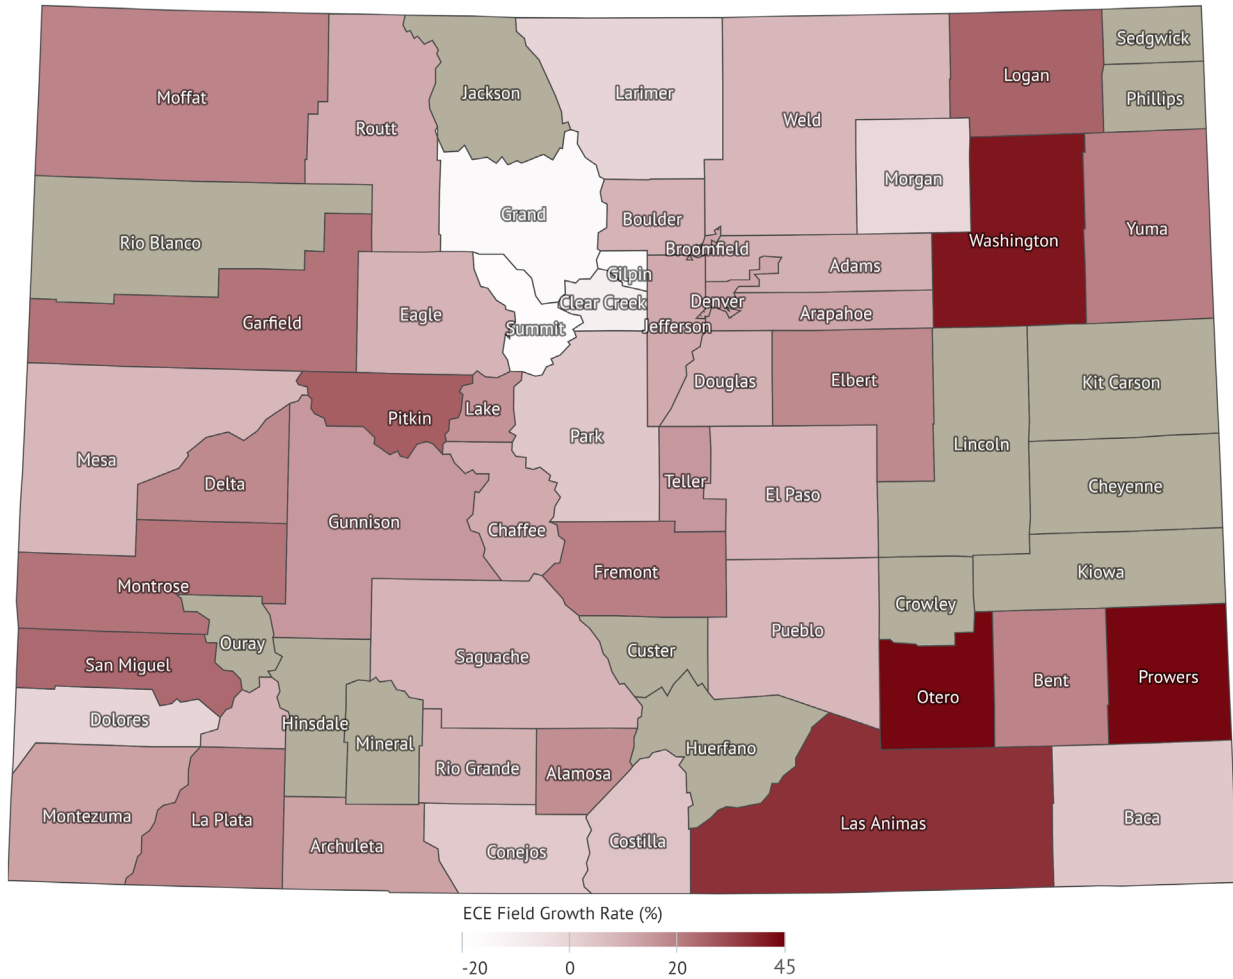 Sedgwick
Logan
Moffat
Jackson
Larimer
Phillips
Routt
Weld
Morgan
Grand
Boulder
Yuma
Rio Blanco
Washington
Broomfield
Adams
Gilpin
Denver
Clear Creek
Arapahoe
Garfield
Eagle
Summit
Jefferson
Douglas
Elbert
Kit Carson
Pitkin
Lake
Park
Lincoln
Mesa
Delta
Teller
El Paso
Cheyenne
Gunnison
Chaffee
Fremont
Kiowa
Montrose
Crowley
Ouray
Pueblo
Custer
San Miguel
Saguache
Bent
Prowers
Otero
Dolores
Hinsdale
Mineral
Huerfano
Rio Grande
Alamosa
Montezuma
La Plata
Las Animas
Baca
Archuleta
Conejos
Costilla
ECE Field Growth Rate (%)
-20 0 20 45